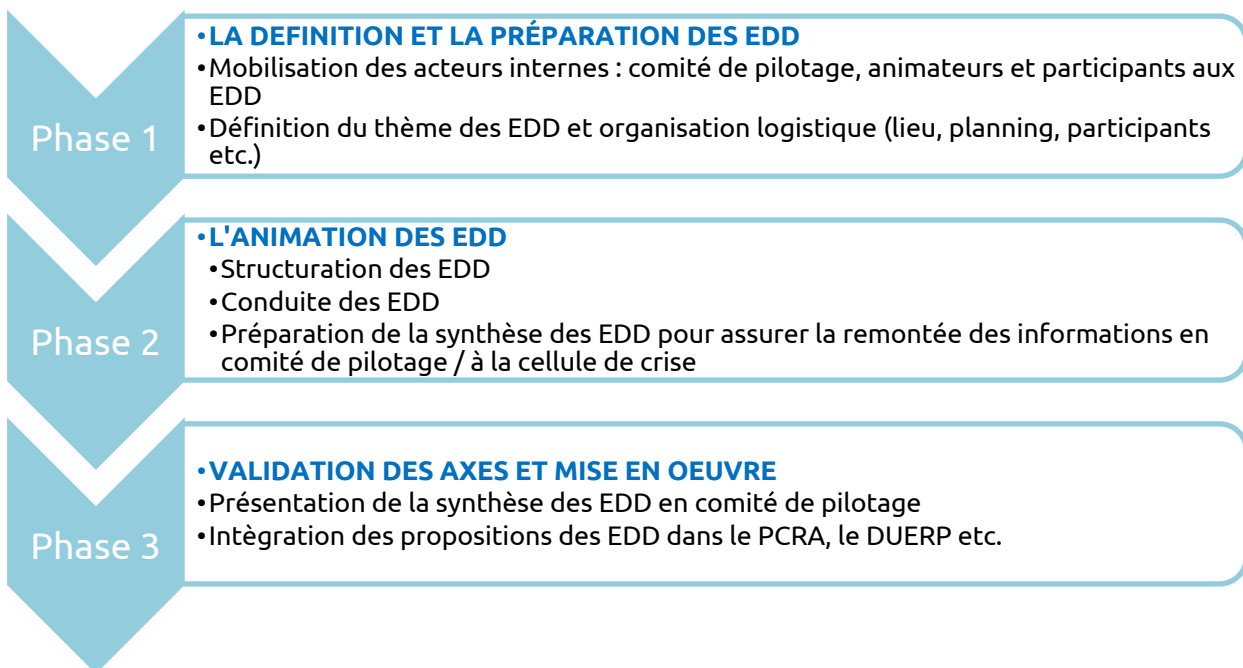 Phase 1
•LA DEFINITION ET LA PRÉPARATION DES EDD
•Mobilisation des acteurs internes : comité de pilotage, animateurs et participants aux
EDD
•Définition du thème des EDD et organisation logistique (lieu, planning, participants
etc.)
Phase 2
•L'ANIMATION DES EDD
•Structuration des EDD
•Conduite des EDD
•Préparation de la synthèse des EDD pour assurer la remontée des informations en
comité de pilotage / à la cellule de crise
Phase 3
•VALIDATION DES AXES ET MISE EN OEUVRE
•Présentation de la synthèse des EDD en comité de pilotage
•Intègration des propositions des EDD dans le PCRA, le DUERP etc.